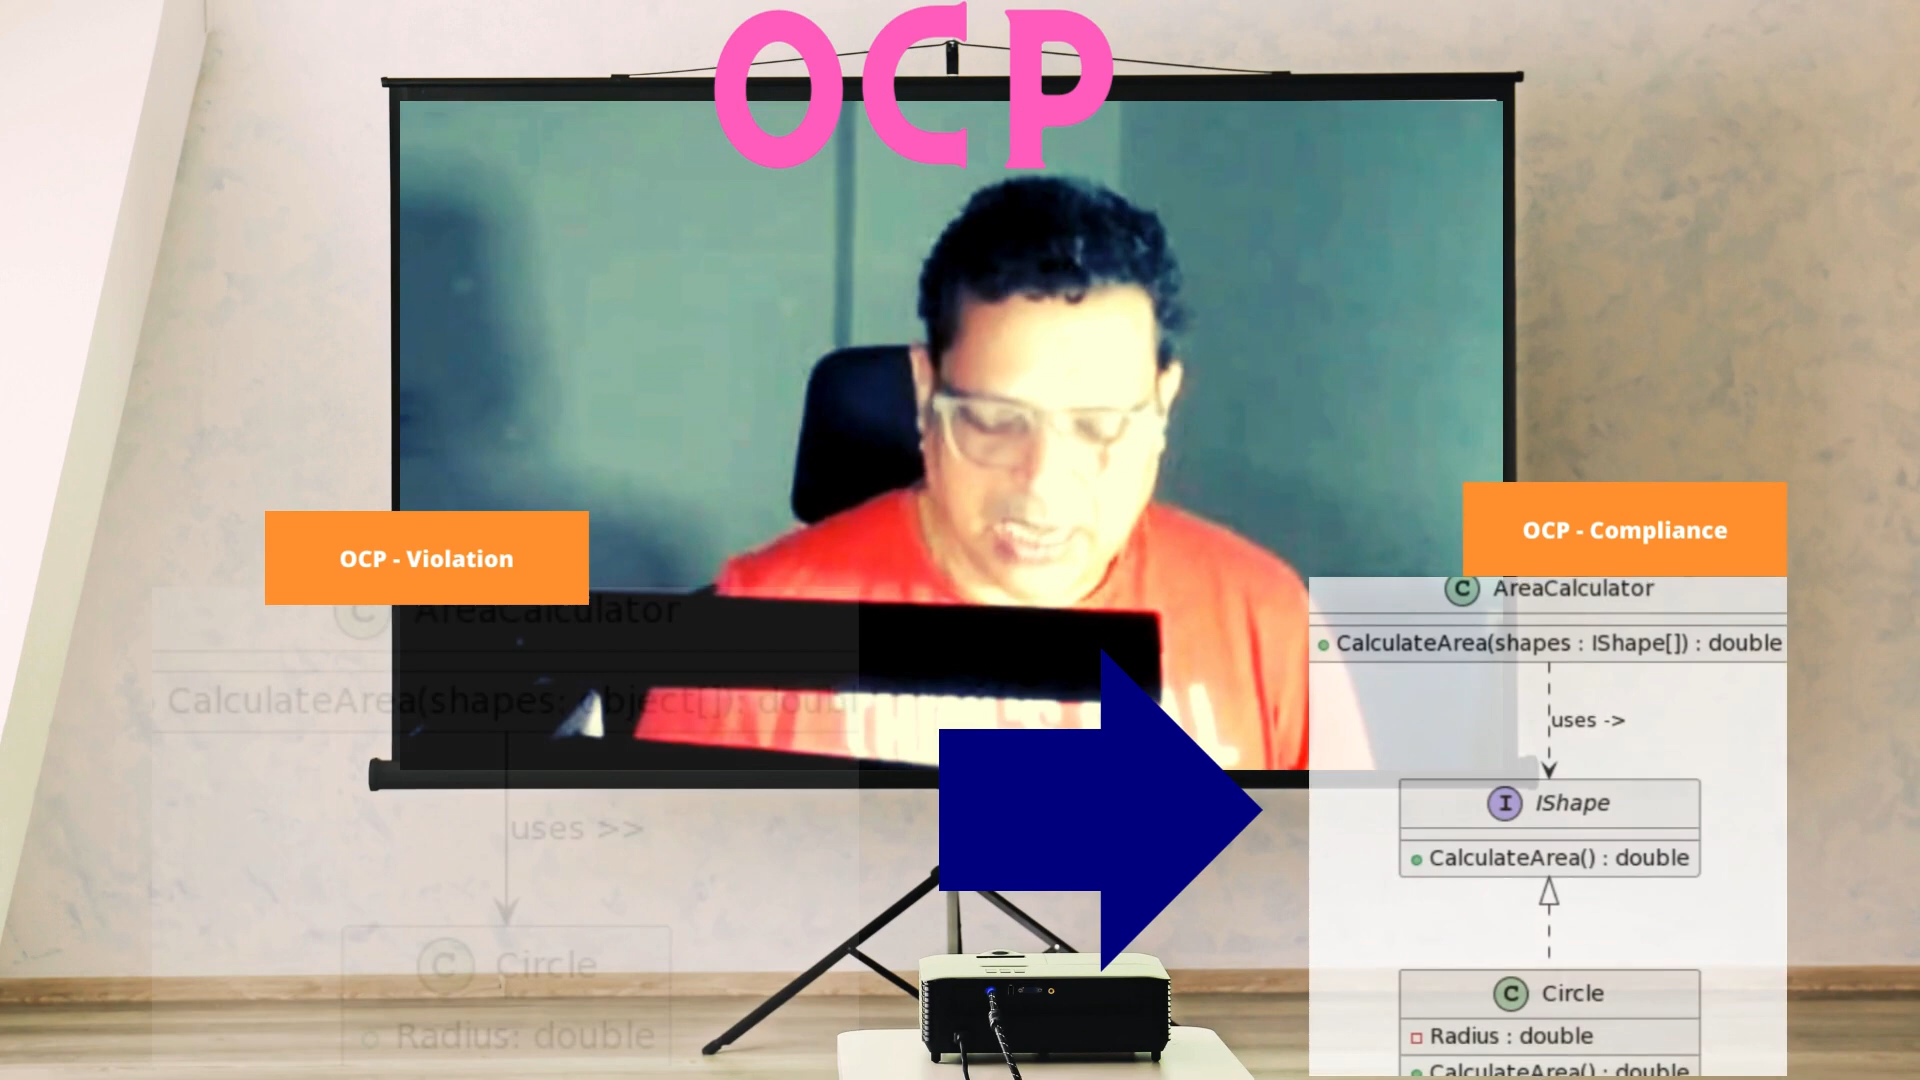 OCP
OCP - Violation
C AreaCalculator
CalculateArea(shapes: object[]): doubl
uses >>
C Circle
Radius: double
OCP - Compliance
C AreaCalculator
CalculateArea(shapes : IShape[]) : double
uses ->
I IShape
CalculateArea() : double
C Circle
Radius : double
CalculateArea() : double